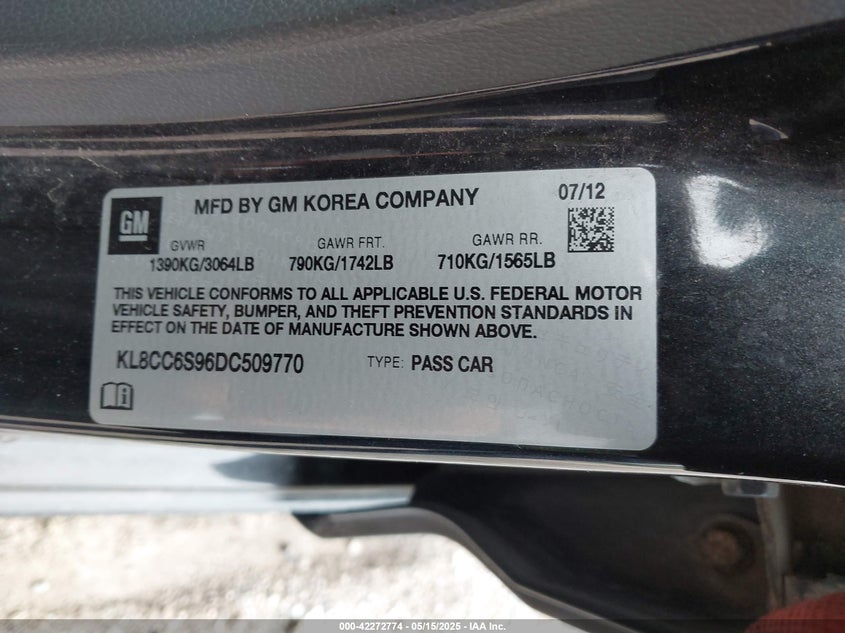 MFD BY GM KOREA COMPANY 07/12
GM
GVWR GAWR FRT. GAWR RR.
1390KG/3064LB 790KG/1742LB 710KG/1565LB
THIS VEHICLE CONFORMS TO ALL APPLICABLE U.S. FEDERAL MOTOR
VEHICLE SAFETY, BUMPER, AND THEFT PREVENTION STANDARDS IN
EFFECT ON THE DATE OF MANUFACTURE SHOWN ABOVE.
KL8CC6S96DC509770 TYPE: PASS CAR
000-42272774 - 05/15/2025 - IAA Inc.